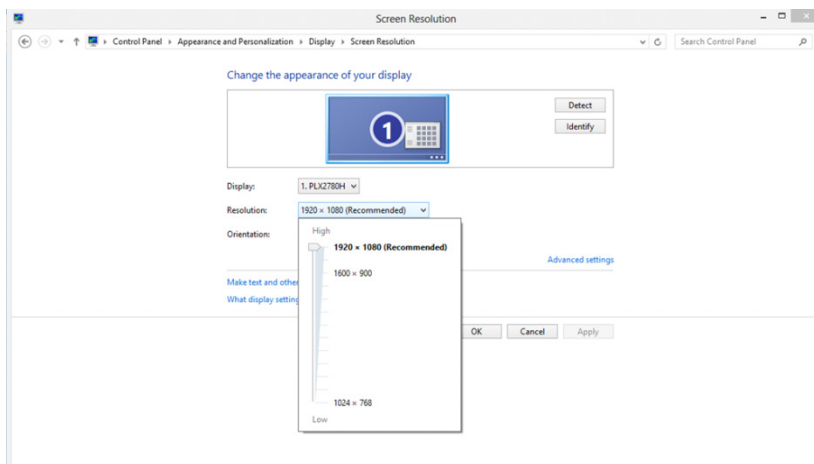 Screen Resolution
Control Panel Appearance and Personalization Display Screen Resolution
Search Control Panel
Change the appearance of your display
1
Detect
Identify
Display: 1. PLX2780H
Resolution: 1920 × 1080 (Recommended)
Orientation:
High
1920 × 1080 (Recommended)
1600 × 900
1024 × 768
Low
Advanced settings
Make text and other
What display setting
OK Cancel Apply